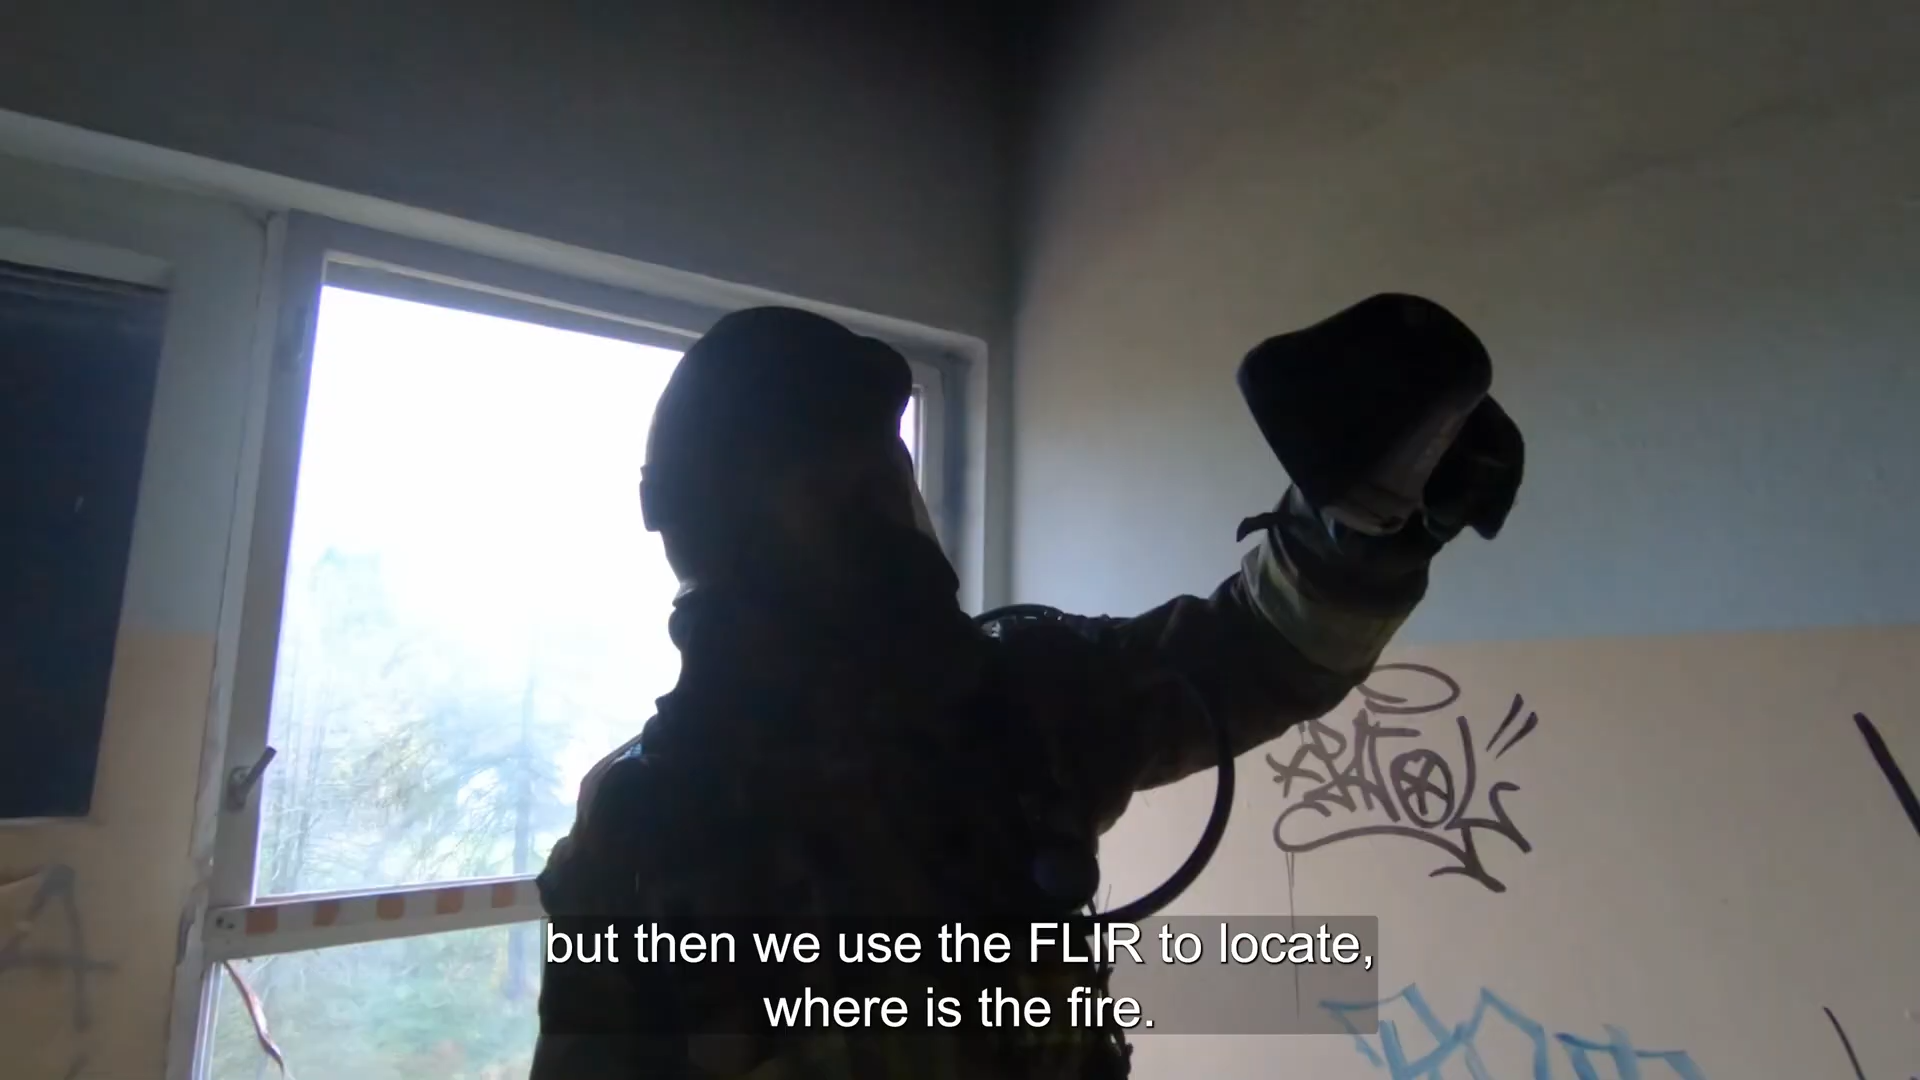 but then we use the FLIR to locate,
where is the fire.